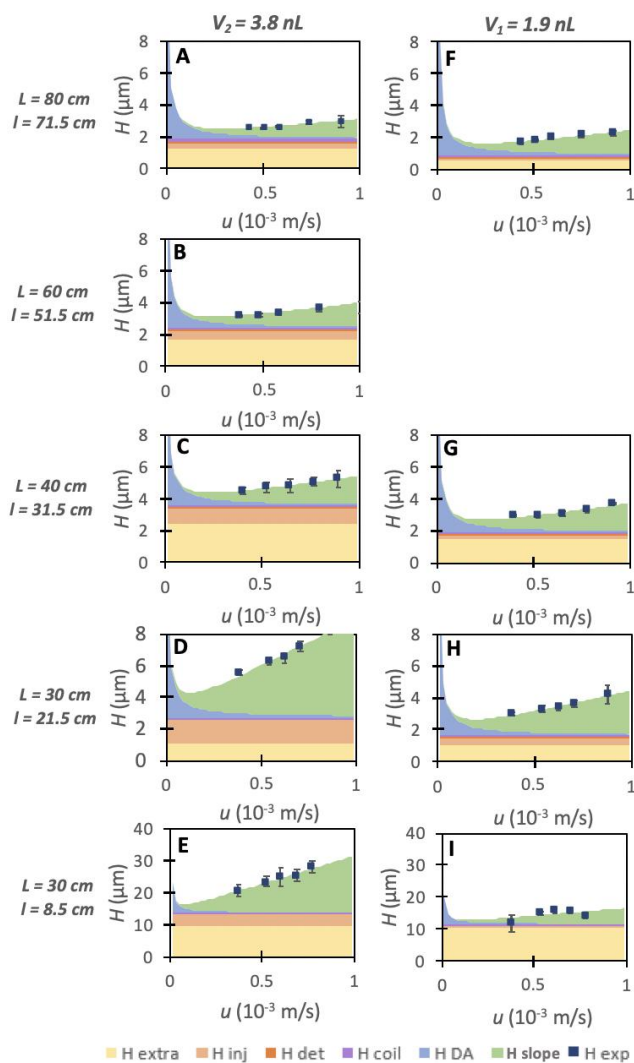 V2 = 3.8 nL
V1 = 1.9 nL
L = 80 cm
l = 71.5 cm
A
H (μm)
8
6
4
2
0
0 0.5 1
u (10-3 m/s)
F
H (μm)
8
6
4
2
0
0 0.5 1
u (10-3 m/s)
L = 60 cm
l = 51.5 cm
B
H (μm)
8
6
4
2
0
0 0.5 1
u (10-3 m/s)
L = 40 cm
l = 31.5 cm
C
H (μm)
8
6
4
2
0
0 0.5 1
u (10-3 m/s)
G
H (μm)
8
6
4
2
0
0 0.5 1
u (10-3 m/s)
L = 30 cm
l = 21.5 cm
D
H (μm)
8
6
4
2
0
0 0.5 1
u (10-3 m/s)
H
H (μm)
8
6
4
2
0
0 0.5 1
u (10-3 m/s)
L = 30 cm
l = 8.5 cm
E
H (μm)
40
30
20
10
0
0 0.5 1
u (10-3 m/s)
I
H (μm)
40
30
20
10
0
0 0.5 1
u (10-3 m/s)
H extra H inj H det H coil H DA H slope H exp